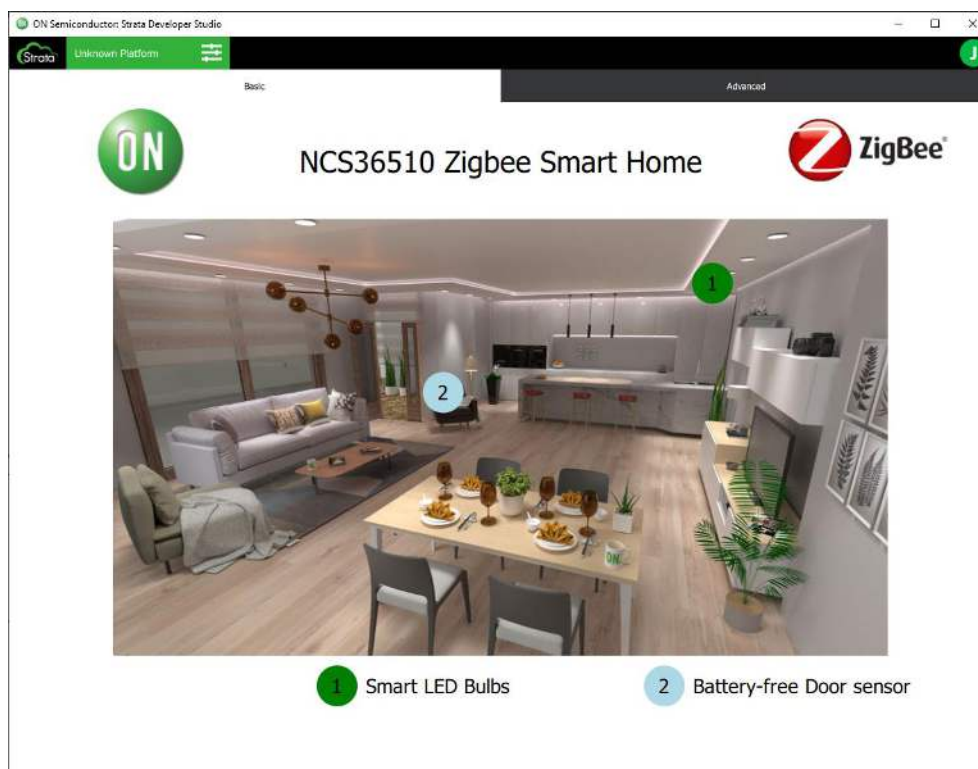 ON Semiconductor: Strata Developer Studio
Strata
Unknown Platform
J
Basic
Advanced
ON
NCS36510 Zigbee Smart Home
ZigBee®
1
2
ON
1 Smart LED Bulbs
2 Battery-free Door sensor